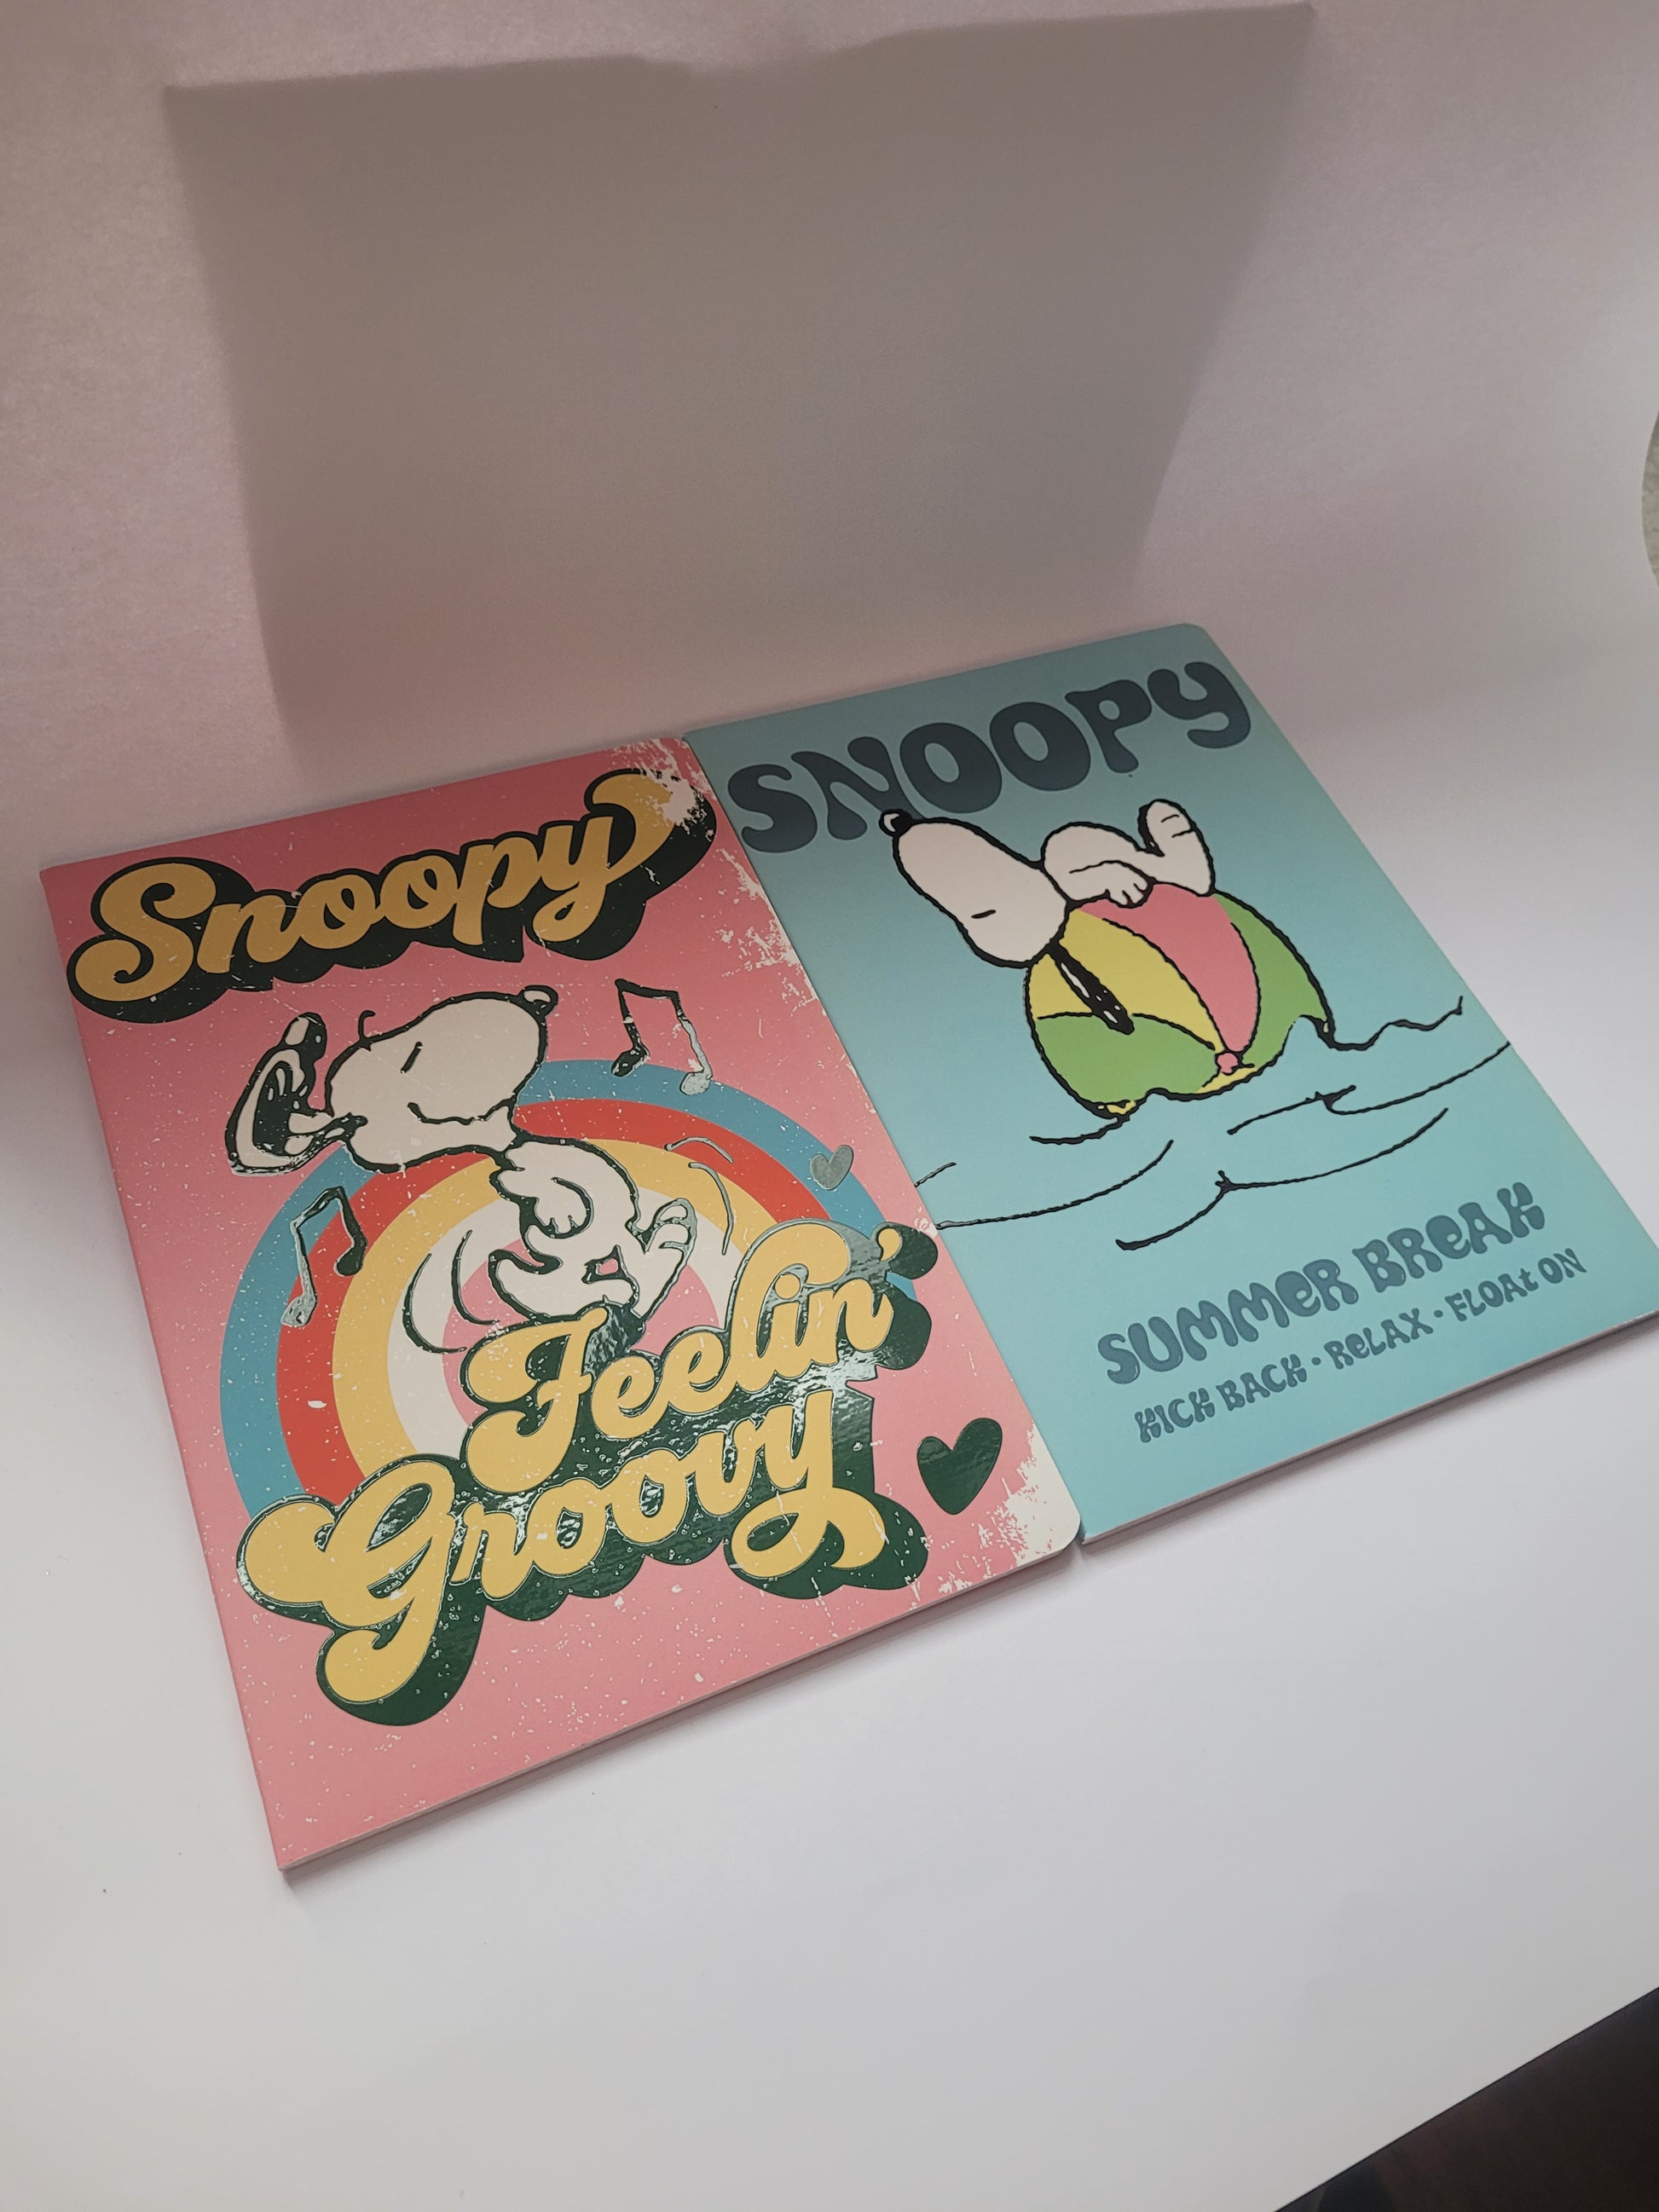 Snoopy
Feelin'
Groovy
SNOOPY
SUMMER BREAK
KICK BACK · RELAX · FLOAt ON